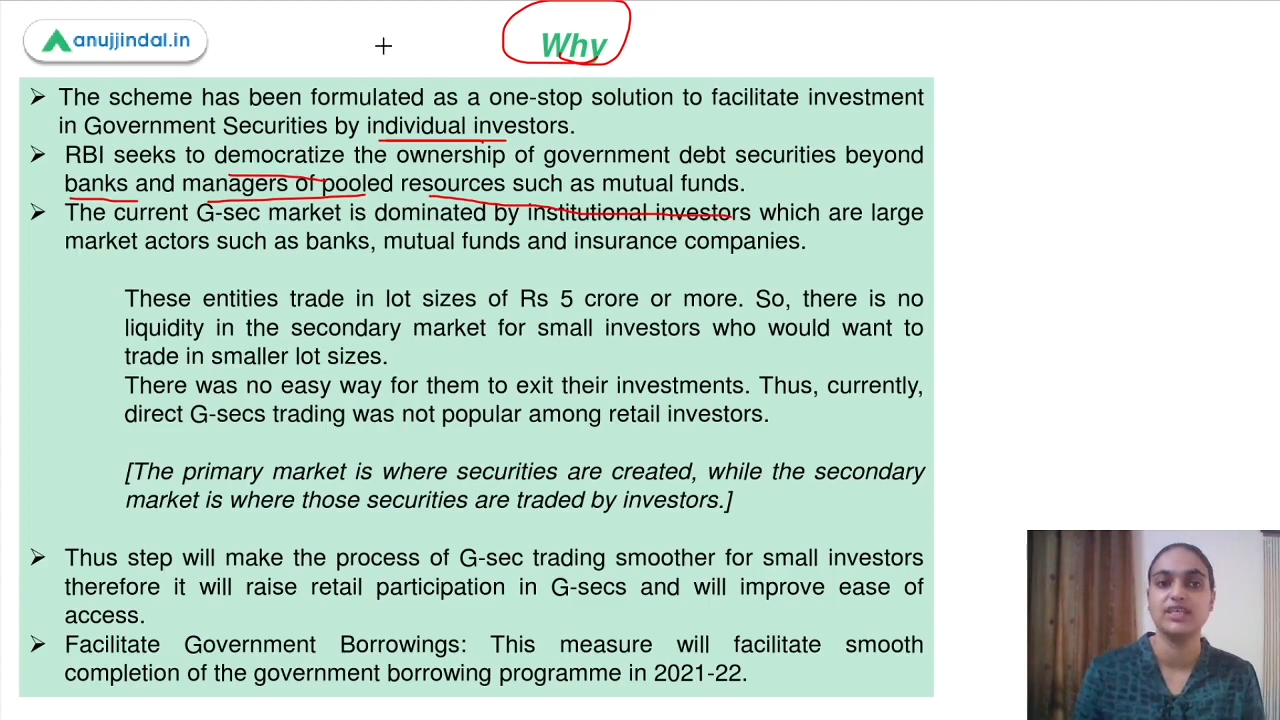 anujjindal.in
Why
➢ The scheme has been formulated as a one-stop solution to facilitate investment
in Government Securities by individual investors.
➢ RBI seeks to democratize the ownership of government debt securities beyond
banks and managers of pooled resources such as mutual funds.
➢ The current G-sec market is dominated by institutional investors which are large
market actors such as banks, mutual funds and insurance companies.
These entities trade in lot sizes of Rs 5 crore or more. So, there is no
liquidity in the secondary market for small investors who would want to
trade in smaller lot sizes.
There was no easy way for them to exit their investments. Thus, currently,
direct G-secs trading was not popular among retail investors.
[The primary market is where securities are created, while the secondary
market is where those securities are traded by investors.]
➢ Thus step will make the process of G-sec trading smoother for small investors
therefore it will raise retail participation in G-secs and will improve ease of
access.
➢ Facilitate Government Borrowings: This measure will facilitate smooth
completion of the government borrowing programme in 2021-22.